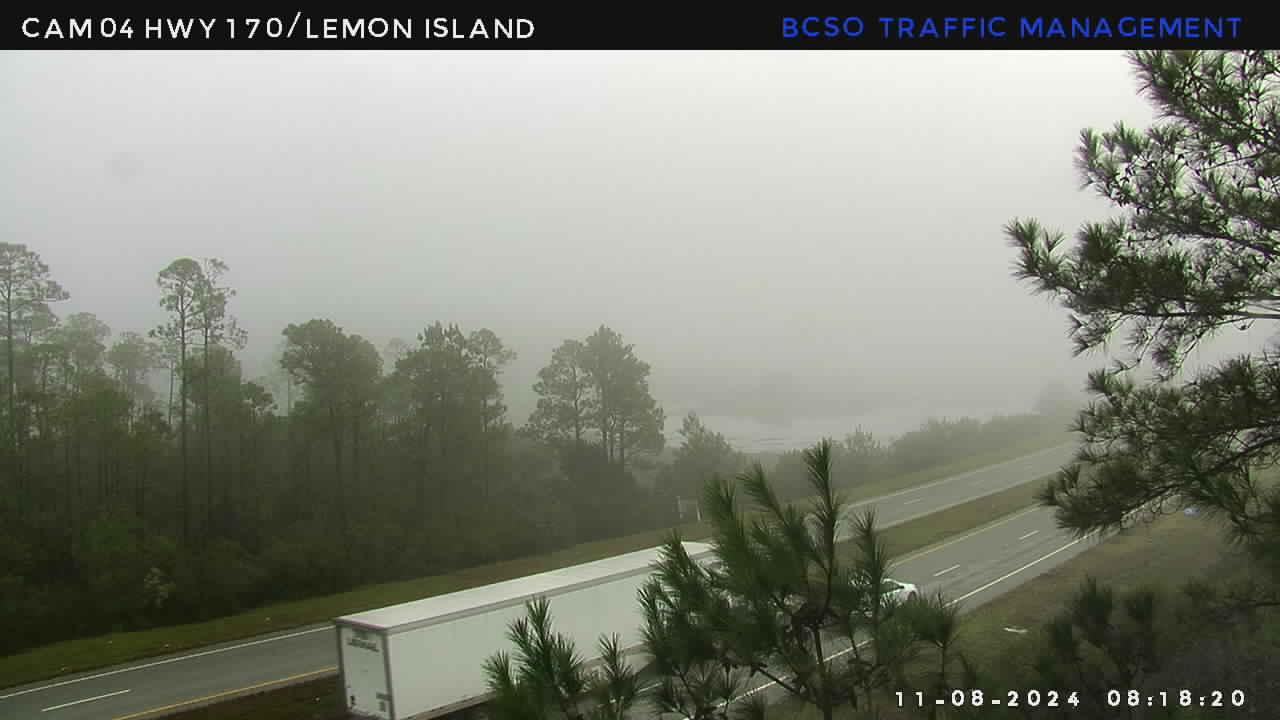 CAM04 HWY 170/LEMON ISLAND
BCSO TRAFFIC MANAGEMENT
11-08-2024 08:18:20